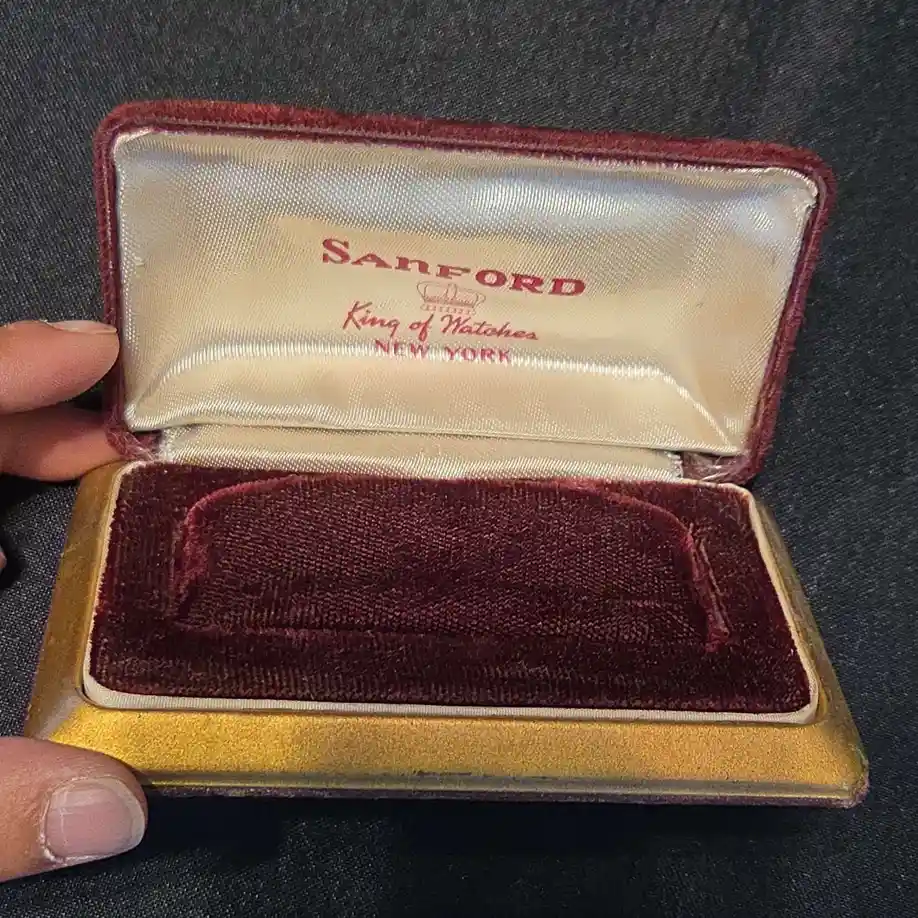 SANFORD
King of Watches
NEW YORK